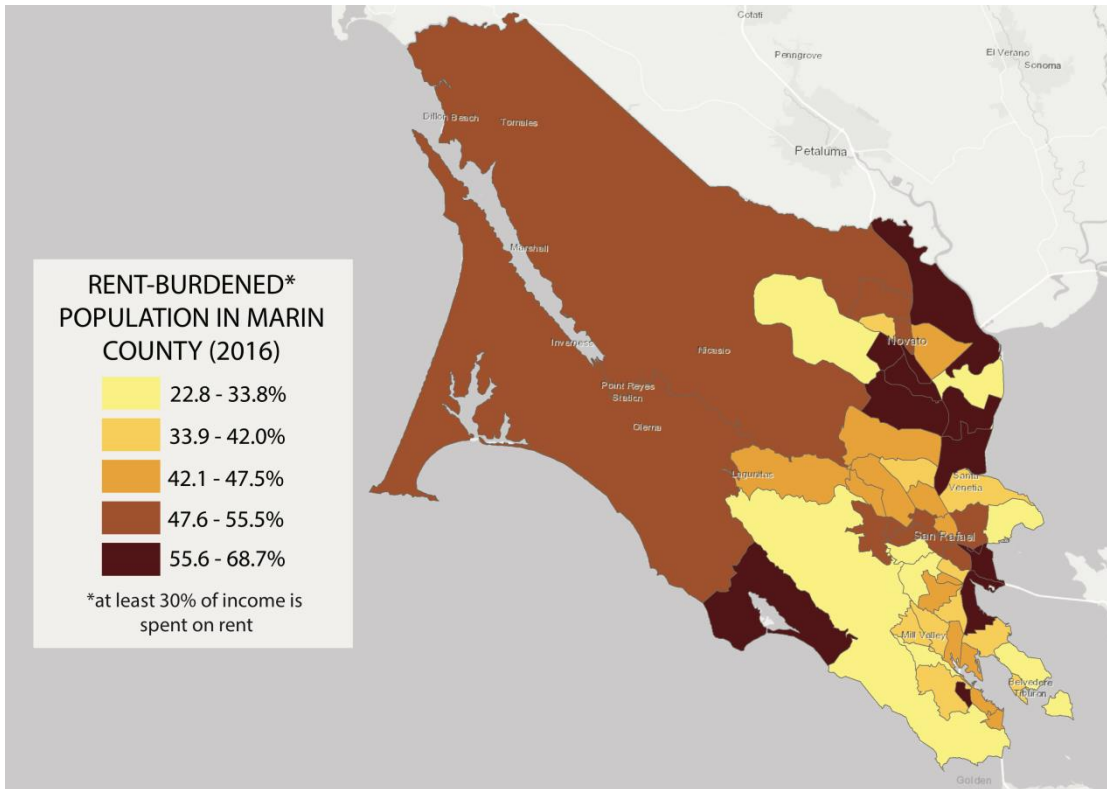 Cotati
Penngrove
El Verano
Sonoma
Petaluma
Dillon Beach
Tomales
Marshall
Inverness
Nicasio
Point Reyes
Station
Olema
Novato
Lagunitas
Santa
Venetia
San Rafael
Mill Valley
Belvedere
Tiburon
Golden
RENT-BURDENED*
POPULATION IN MARIN
COUNTY (2016)
22.8 - 33.8%
33.9 - 42.0%
42.1 - 47.5%
47.6 - 55.5%
55.6 - 68.7%
*at least 30% of income is
spent on rent